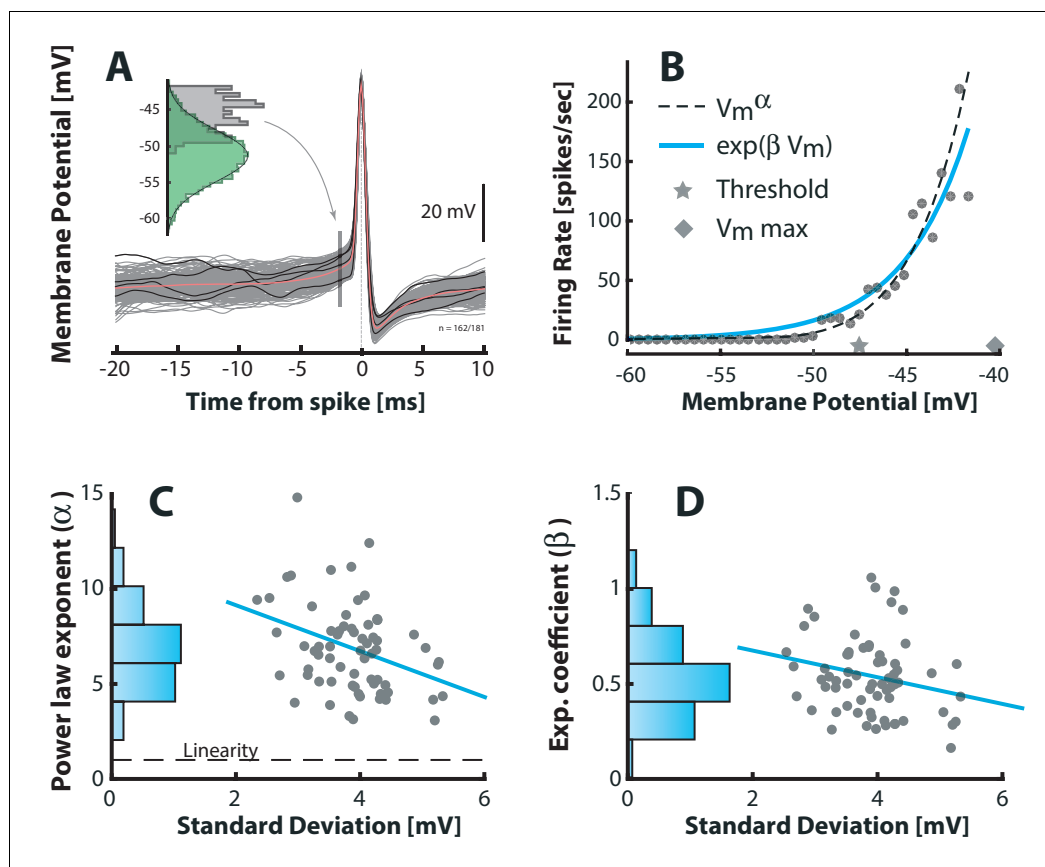 A
Membrane Potential [mV]
-45
-50
-55
-60
20 mV
n = 162/181
-20 -15 -10 -5 0 5 10
Time from spike [ms]
B
Firing Rate [spikes/sec]
200
150
100
50
0
Vm^α
exp(β Vm)
Threshold
Vm max
-60 -55 -50 -45 -40
Membrane Potential [mV]
C
Power law exponent (α)
15
10
5
0
Linearity
0 2 4 6
Standard Deviation [mV]
D
Exp. coefficient (β)
1.5
1
0.5
0
0 2 4 6
Standard Deviation [mV]